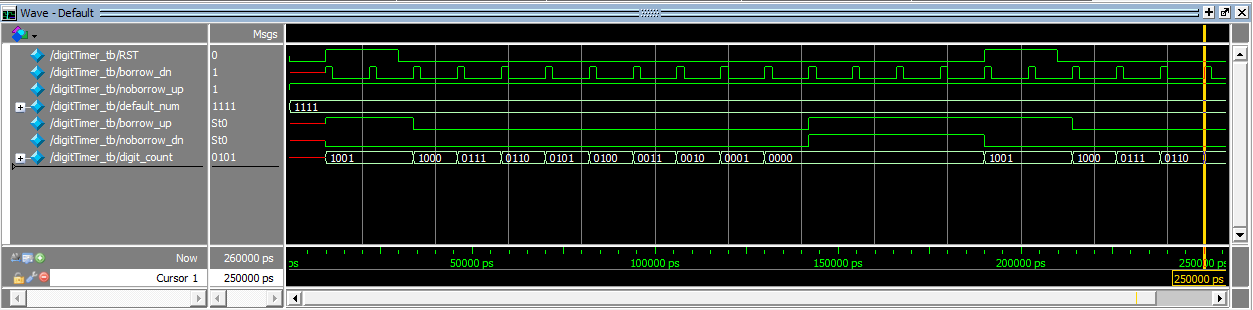 Wave - Default
Msgs
/digitTimer_tb/RST 0
/digitTimer_tb/borrow_dn 1
/digitTimer_tb/noborrow_up 1
/digitTimer_tb/default_num 1111 1111
/digitTimer_tb/borrow_up St0
/digitTimer_tb/noborrow_dn St0
/digitTimer_tb/digit_count 0101 1001 1000 0111 0110 0101 0100 0011 0010 0001 0000 1001 1000 0111 0110
Now 260000 ps ps 50000 ps 100000 ps 150000 ps 200000 ps 250000 ps
Cursor 1 250000 ps 250000 ps